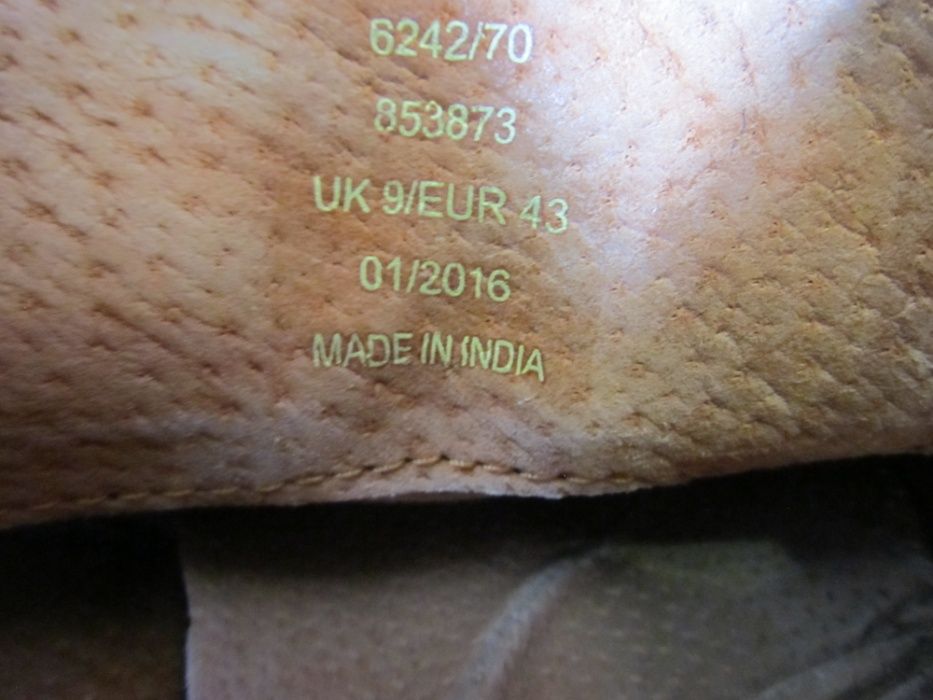 6242/70
853873
UK 9/EUR 43
01/2016
MADE IN INDIA